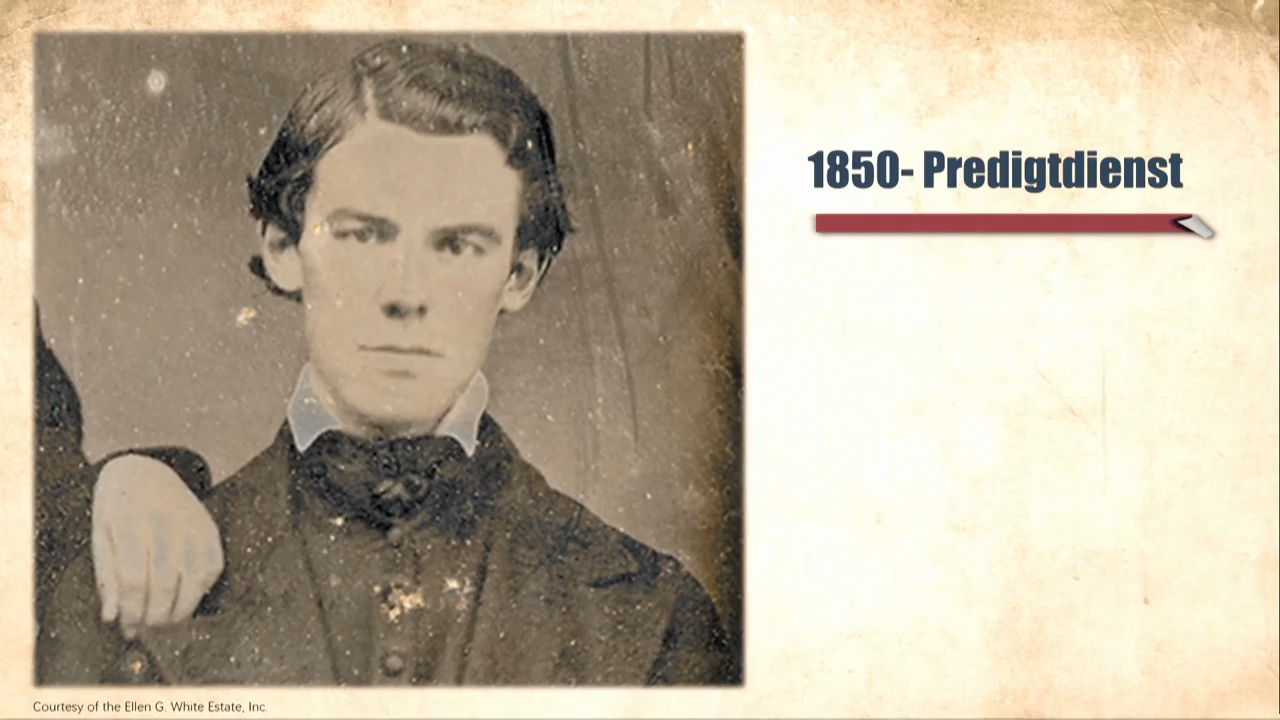 1850- Predigtdienst
Courtesy of the Ellen G. White Estate, Inc.